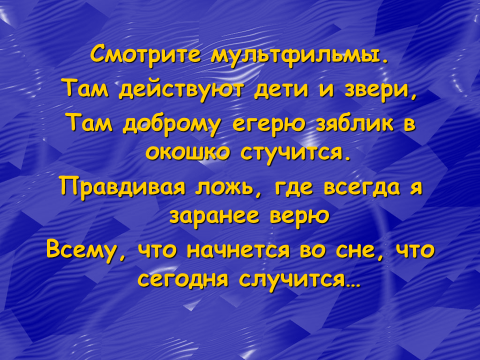 Смотрите мультфильмы.
Там действуют дети и звери,
Там доброму егерю зяблик в
окошко стучится.
Правдивая ложь, где всегда я
заранее верю
Всему, что начнется во сне, что
сегодня случится…